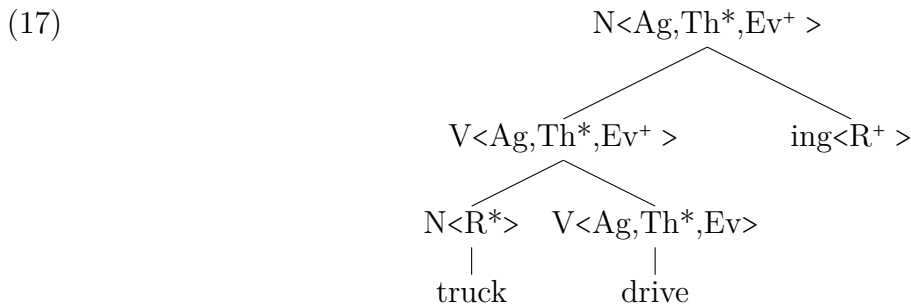 (17) N<Ag,Th*,Ev⁺ >
V<Ag,Th*,Ev⁺ > ing<R⁺ >
N<R*> V<Ag,Th*,Ev>
truck drive